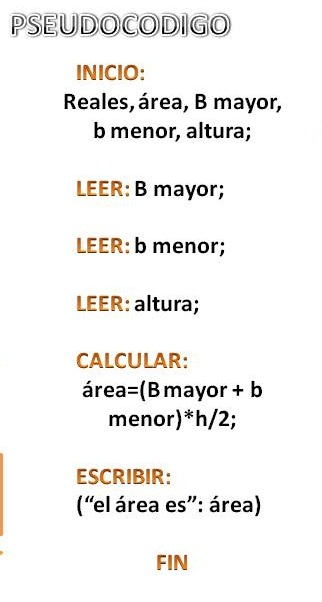 PSEUDOCODIGO
INICIO:
Reales, área, B mayor,
b menor, altura;
LEER: B mayor;
LEER: b menor;
LEER: altura;
CALCULAR:
área=(B mayor + b
menor)*h/2;
ESCRIBIR:
(“el área es”: área)
FIN